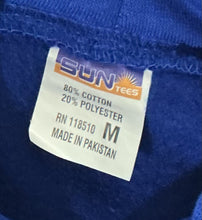 SUN
TEES
80% COTTON
20% POLYESTER
RN 118510 M
MADE IN PAKISTAN